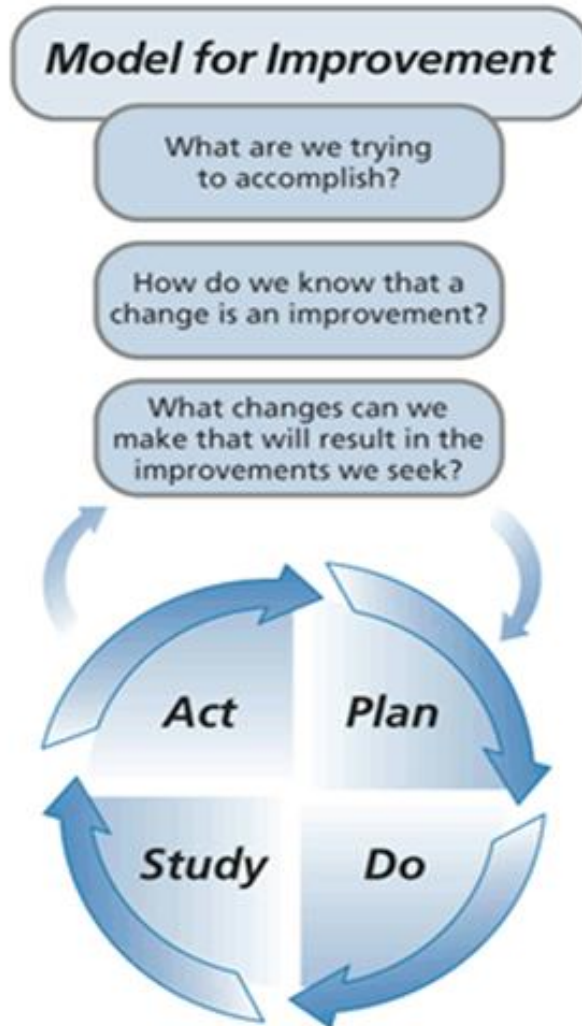 Model for Improvement
What are we trying
to accomplish?
How do we know that a
change is an improvement?
What changes can we
make that will result in the
improvements we seek?
Act Plan
Study Do